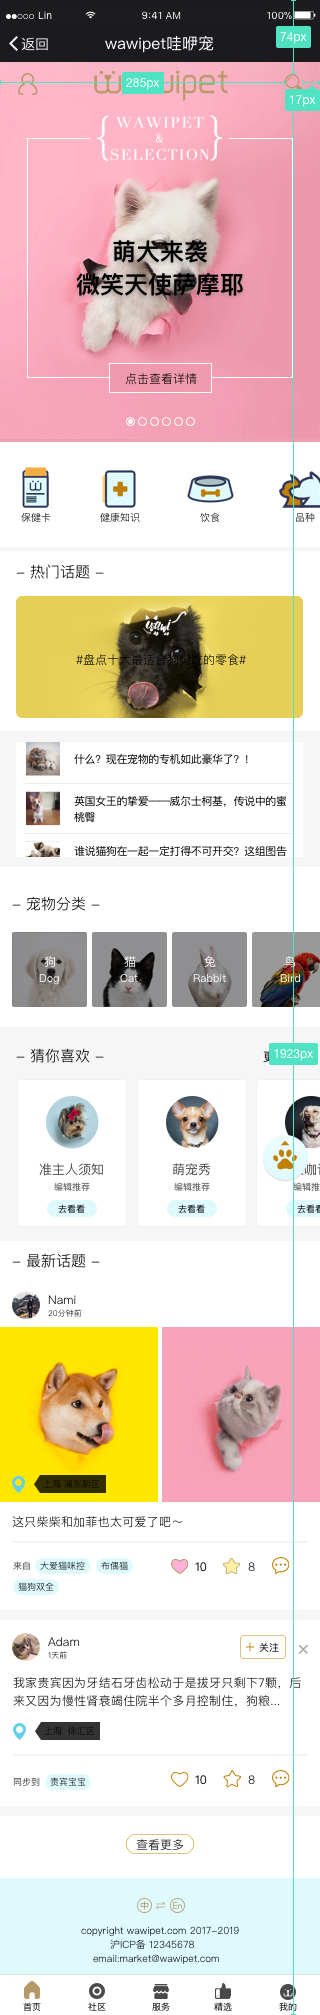 Lin 9:41 AM 100%
74px
返回 wawipet哇咿宠
285px
17px
WAWIPET
&
SELECTION
萌犬来袭
微笑天使萨摩耶
点击查看详情
保健卡 健康知识 饮食 品种
– 热门话题 –
wawi
#盘点十大最适合狗狗吃的零食#
什么？现在宠物的专机如此豪华了？！
英国女王的挚爱——威尔士柯基，传说中的蜜
桃臀
谁说猫狗在一起一定打得不可开交？这组图告
– 宠物分类 –
狗 猫 兔 鸟
Dog Cat Rabbit Bird
– 猜你喜欢 –
1923px
准主人须知 萌宠秀
编辑推荐 编辑推荐
去看看 去看看 去看
– 最新话题 –
Nami
20分钟前
上海 浦东新区
这只柴柴和加菲也太可爱了吧～
来自 大爱猫咪控 布偶猫 10 8
猫狗双全
Adam
1天前
+ 关注
我家贵宾因为牙结石牙齿松动于是拔牙只剩下7颗，后
来又因为慢性肾衰竭住院半个多月控制住，狗粮...
上海 徐汇区
同步到 贵宾宝宝 10 8
查看更多
中 En
copyright wawipet.com 2017-2019
沪ICP备 12345678
email:market@wawipet.com
首页 社区 服务 精选 我的